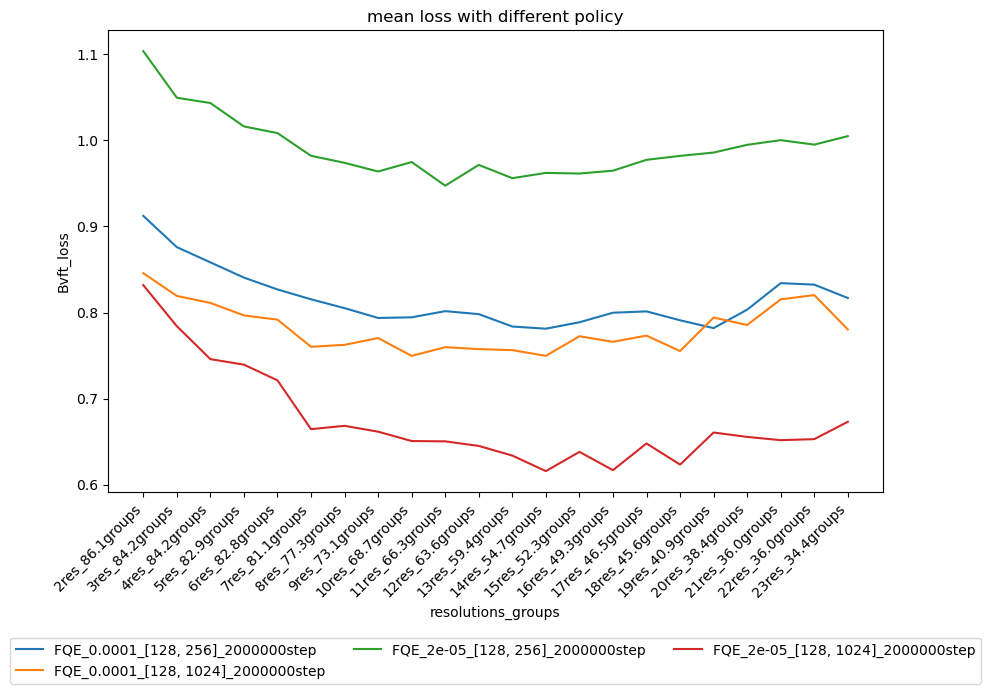 mean loss with different policy
Bvft_loss
1.1
1.0
0.9
0.8
0.7
0.6
2res_86.1groups
3res_84.2groups
4res_84.2groups
5res_82.9groups
6res_82.8groups
7res_81.1groups
8res_77.3groups
9res_73.1groups
10res_68.7groups
11res_66.3groups
12res_63.6groups
13res_59.4groups
14res_54.7groups
15res_52.3groups
16res_49.3groups
17res_46.5groups
18res_45.6groups
19res_40.9groups
20res_38.4groups
21res_36.0groups
22res_36.0groups
23res_34.4groups
resolutions_groups
FQE_0.0001_[128, 256]_2000000step
FQE_0.0001_[128, 1024]_2000000step
FQE_2e-05_[128, 256]_2000000step
FQE_2e-05_[128, 1024]_2000000step